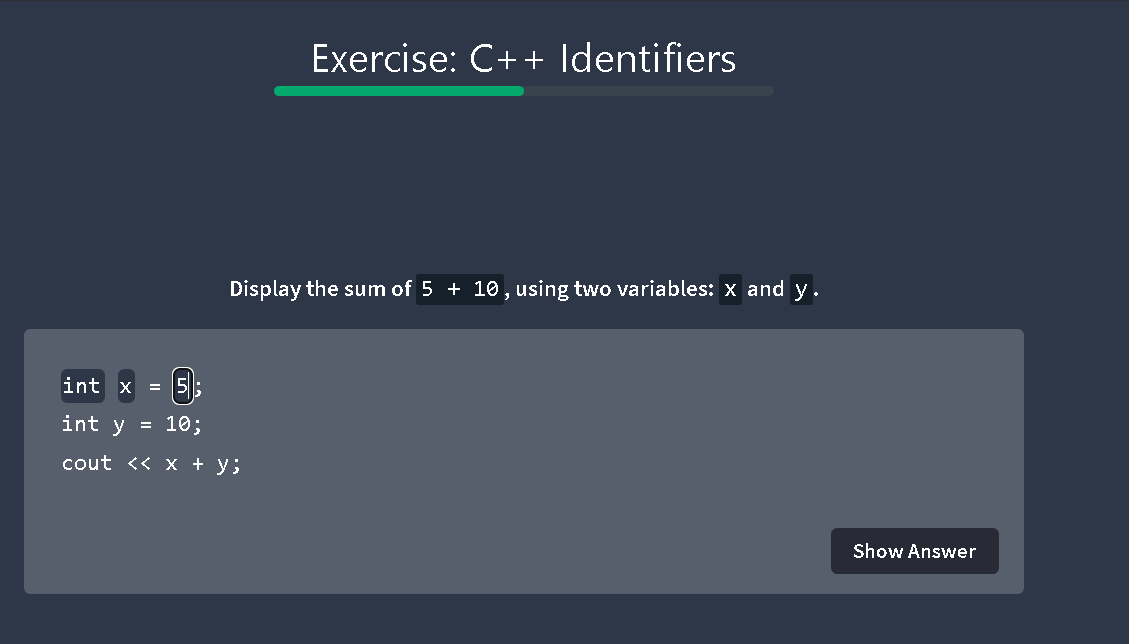 Exercise: C++ Identifiers
Display the sum of 5 + 10, using two variables: x and y.
int x = 5;
int y = 10;
cout << x + y;
Show Answer